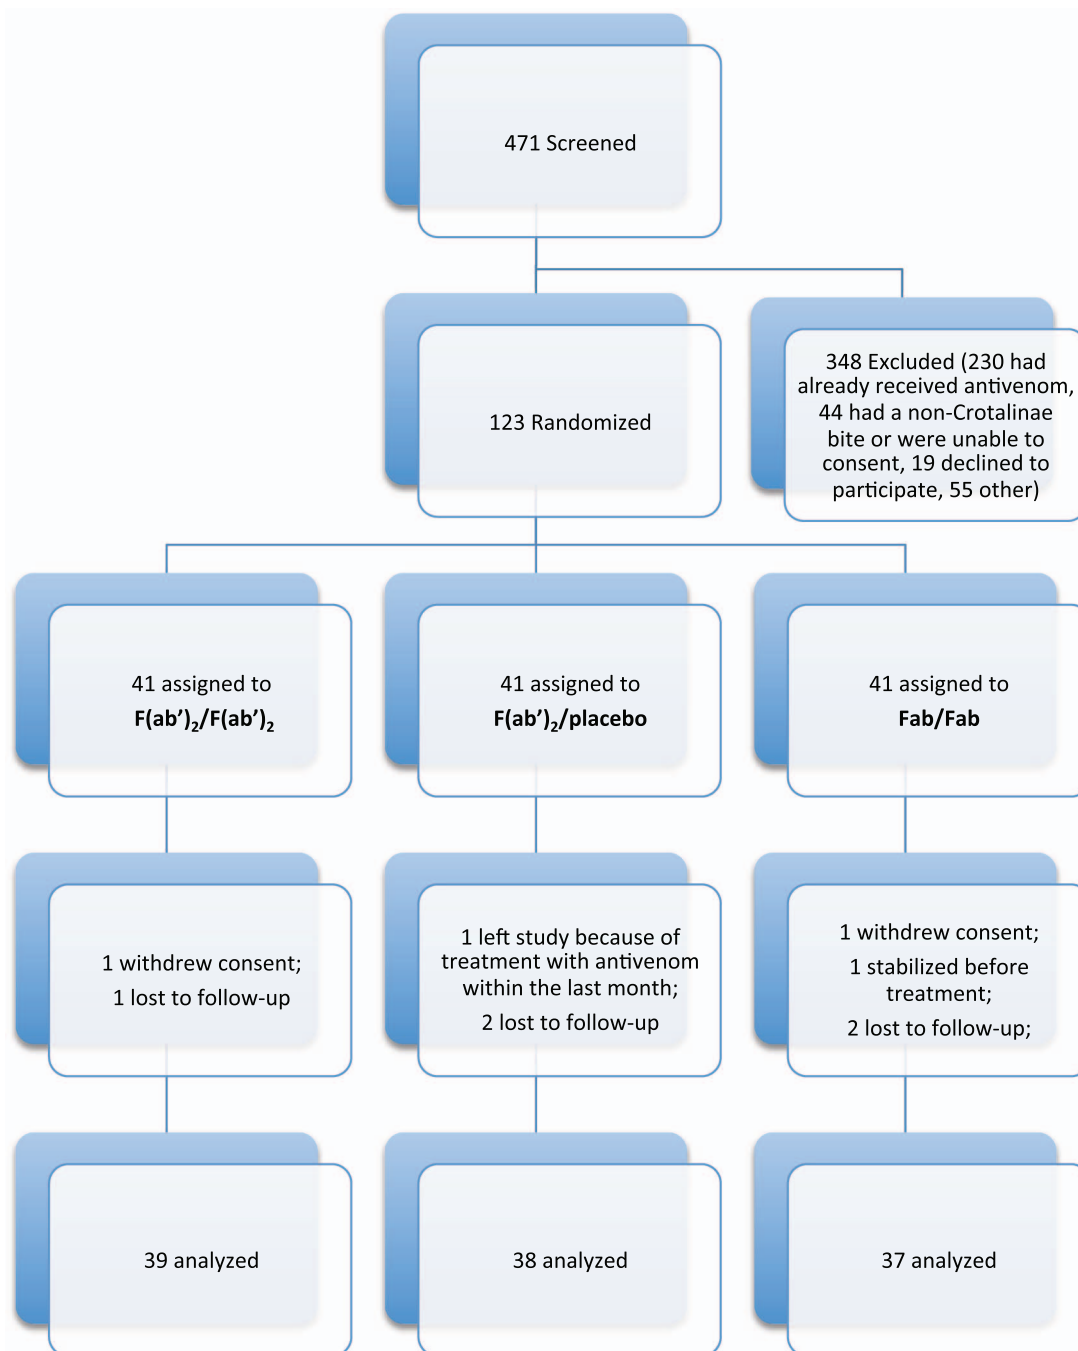 471 Screened
348 Excluded (230 had
already received antivenom,
44 had a non-Crotalinae
bite or were unable to
consent, 19 declined to
participate, 55 other)
123 Randomized
41 assigned to
F(ab’)₂/F(ab’)₂
41 assigned to
F(ab’)₂/placebo
41 assigned to
Fab/Fab
1 withdrew consent;
1 lost to follow-up
1 left study because of
treatment with antivenom
within the last month;
2 lost to follow-up
1 withdrew consent;
1 stabilized before
treatment;
2 lost to follow-up;
39 analyzed
38 analyzed
37 analyzed